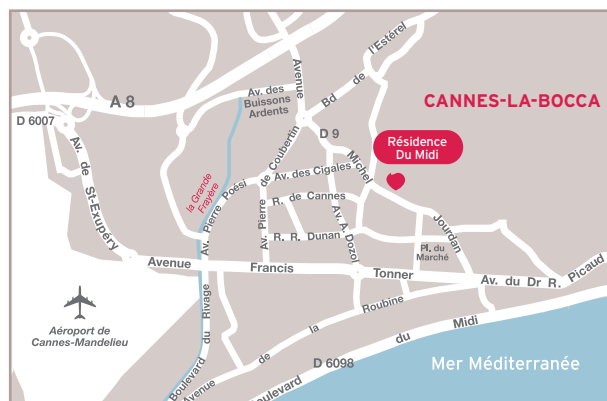 l'Estérel
de
Bd
Avenue
A 8
Av. des
Buissons
Ardents
CANNES-LA-BOCCA
D 6007
D 9
Résidence
Du Midi
Av. de St-Exupéry
la Grande
Frayère
Av. Pierre Poési
de Coubertin
Av. Pierre
Av. des Cigales
Michel
R. de Cannes
Av. A. Dozol
Jourdan
R. R. Dunan
Pl. du
Marché
Avenue Francis Tonner
Av. du Dr R. Picaud
Aéroport de
Cannes-Mandelieu
Boulevard du Rivage
Avenue de la Roubine
Boulevard du Midi
D 6098
Mer Méditerranée